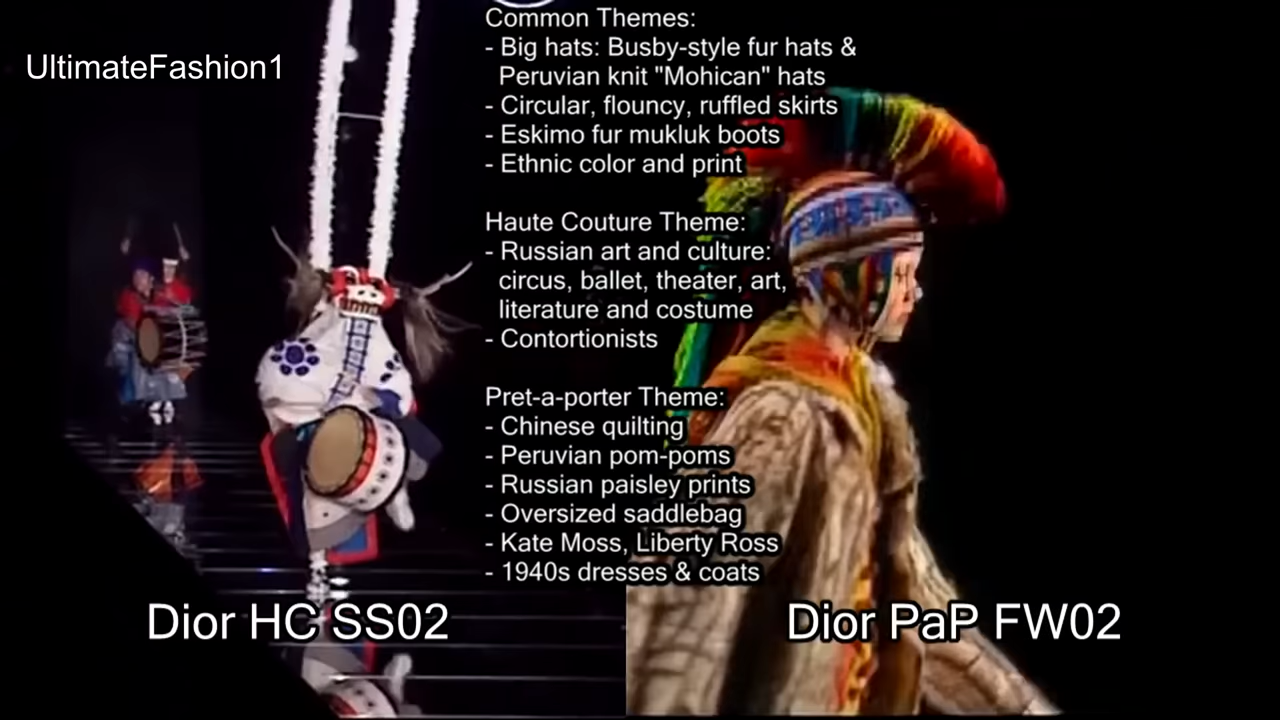 UltimateFashion1
Common Themes:
- Big hats: Busby-style fur hats &
Peruvian knit "Mohican" hats
- Circular, flouncy, ruffled skirts
- Eskimo fur mukluk boots
- Ethnic color and print
Haute Couture Theme:
- Russian art and culture:
circus, ballet, theater, art,
literature and costume
- Contortionists
Pret-a-porter Theme:
- Chinese quilting
- Peruvian pom-poms
- Russian paisley prints
- Oversized saddlebag
- Kate Moss, Liberty Ross
- 1940s dresses & coats
Dior HC SS02
Dior PaP FW02